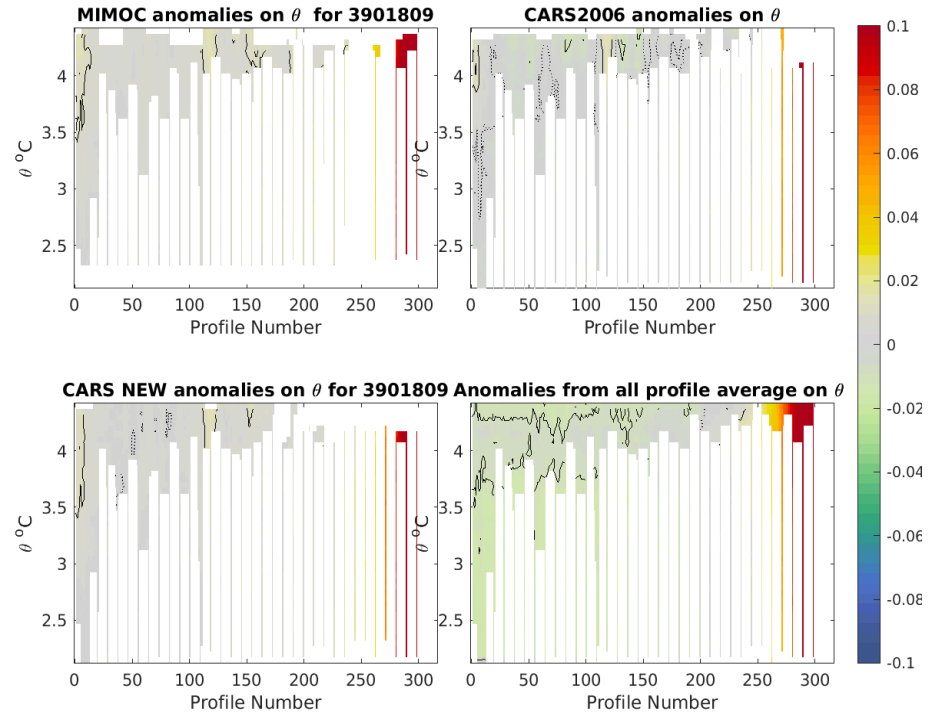 MIMOC anomalies on θ for 3901809
4
3.5
3
2.5
θ °C
0 50 100 150 200 250 300
Profile Number
CARS2006 anomalies on θ
4
3.5
3
2.5
θ °C
0 50 100 150 200 250 300
Profile Number
CARS NEW anomalies on θ for 3901809
4
3.5
3
2.5
θ °C
0 50 100 150 200 250 300
Profile Number
Anomalies from all profile average on θ
4
3.5
3
2.5
θ °C
0 50 100 150 200 250 300
Profile Number
0.1
0.08
0.06
0.04
0.02
0
-0.02
-0.04
-0.06
-0.08
-0.1